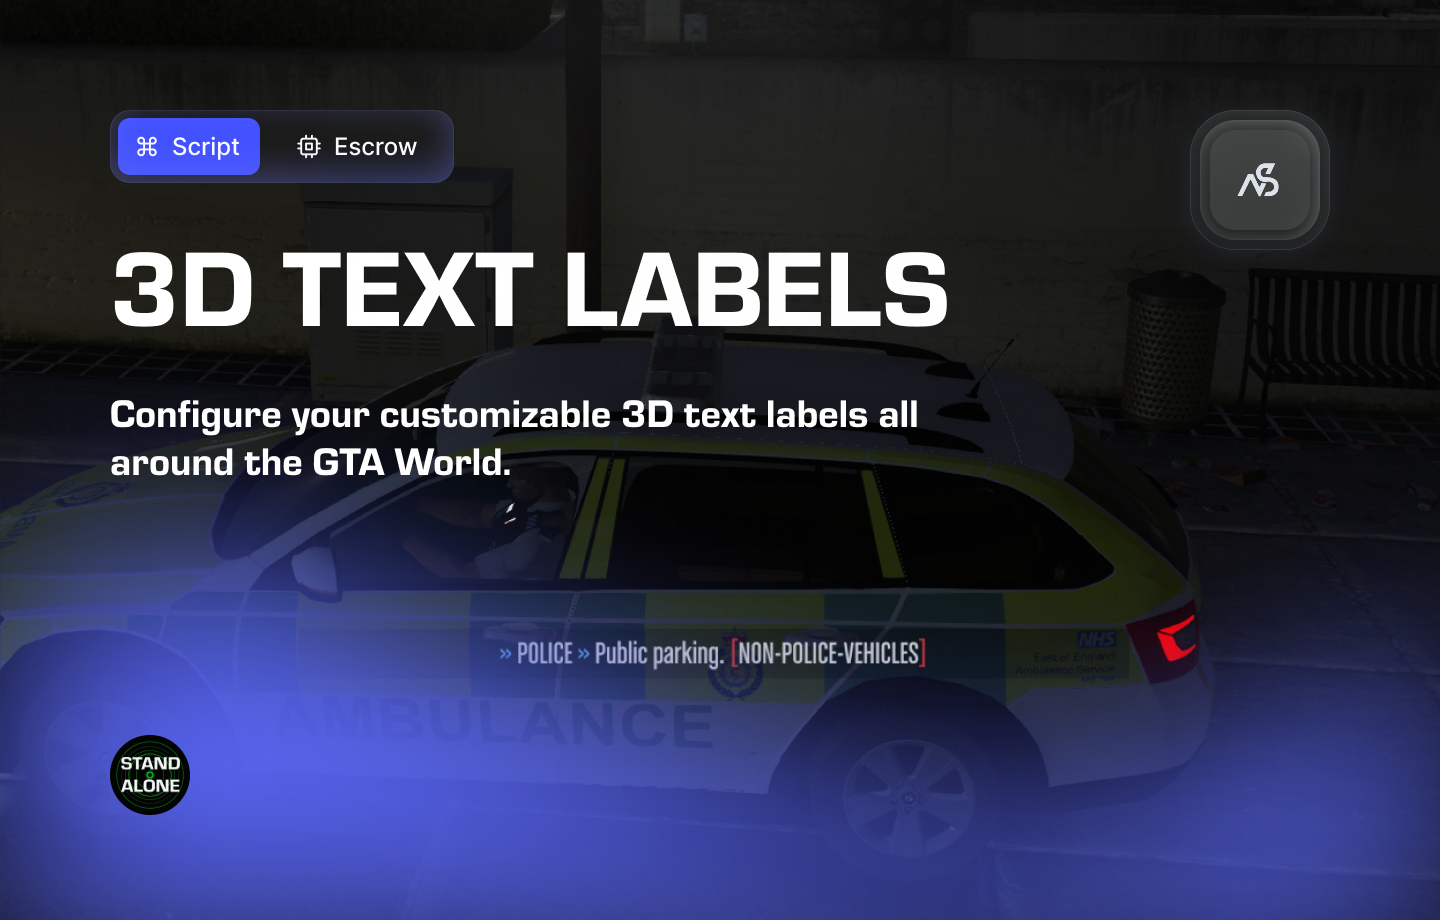 Script
Escrow
3D TEXT LABELS
Configure your customizable 3D text labels all
around the GTA World.
» POLICE » Public parking. [NON-POLICE-VEHICLES]
NHS
East of England
Ambulance Service
AMBULANCE
STAND
ALONE